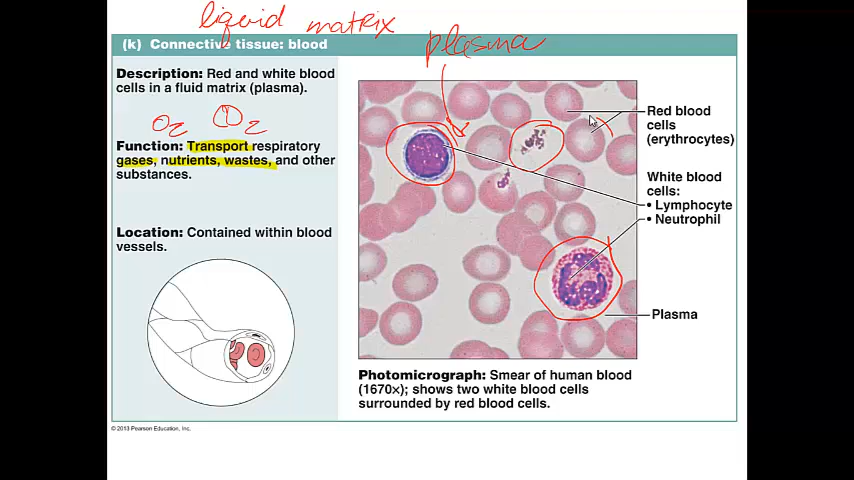 liquid matrix
plasma
(k) Connective tissue: blood
Description: Red and white blood
cells in a fluid matrix (plasma).
O2 CO2
Function: Transport respiratory
gases, nutrients, wastes, and other
substances.
Location: Contained within blood
vessels.
Red blood
cells
(erythrocytes)
White blood
cells:
• Lymphocyte
• Neutrophil
Plasma
Photomicrograph: Smear of human blood
(1670×); shows two white blood cells
surrounded by red blood cells.
© 2013 Pearson Education, Inc.